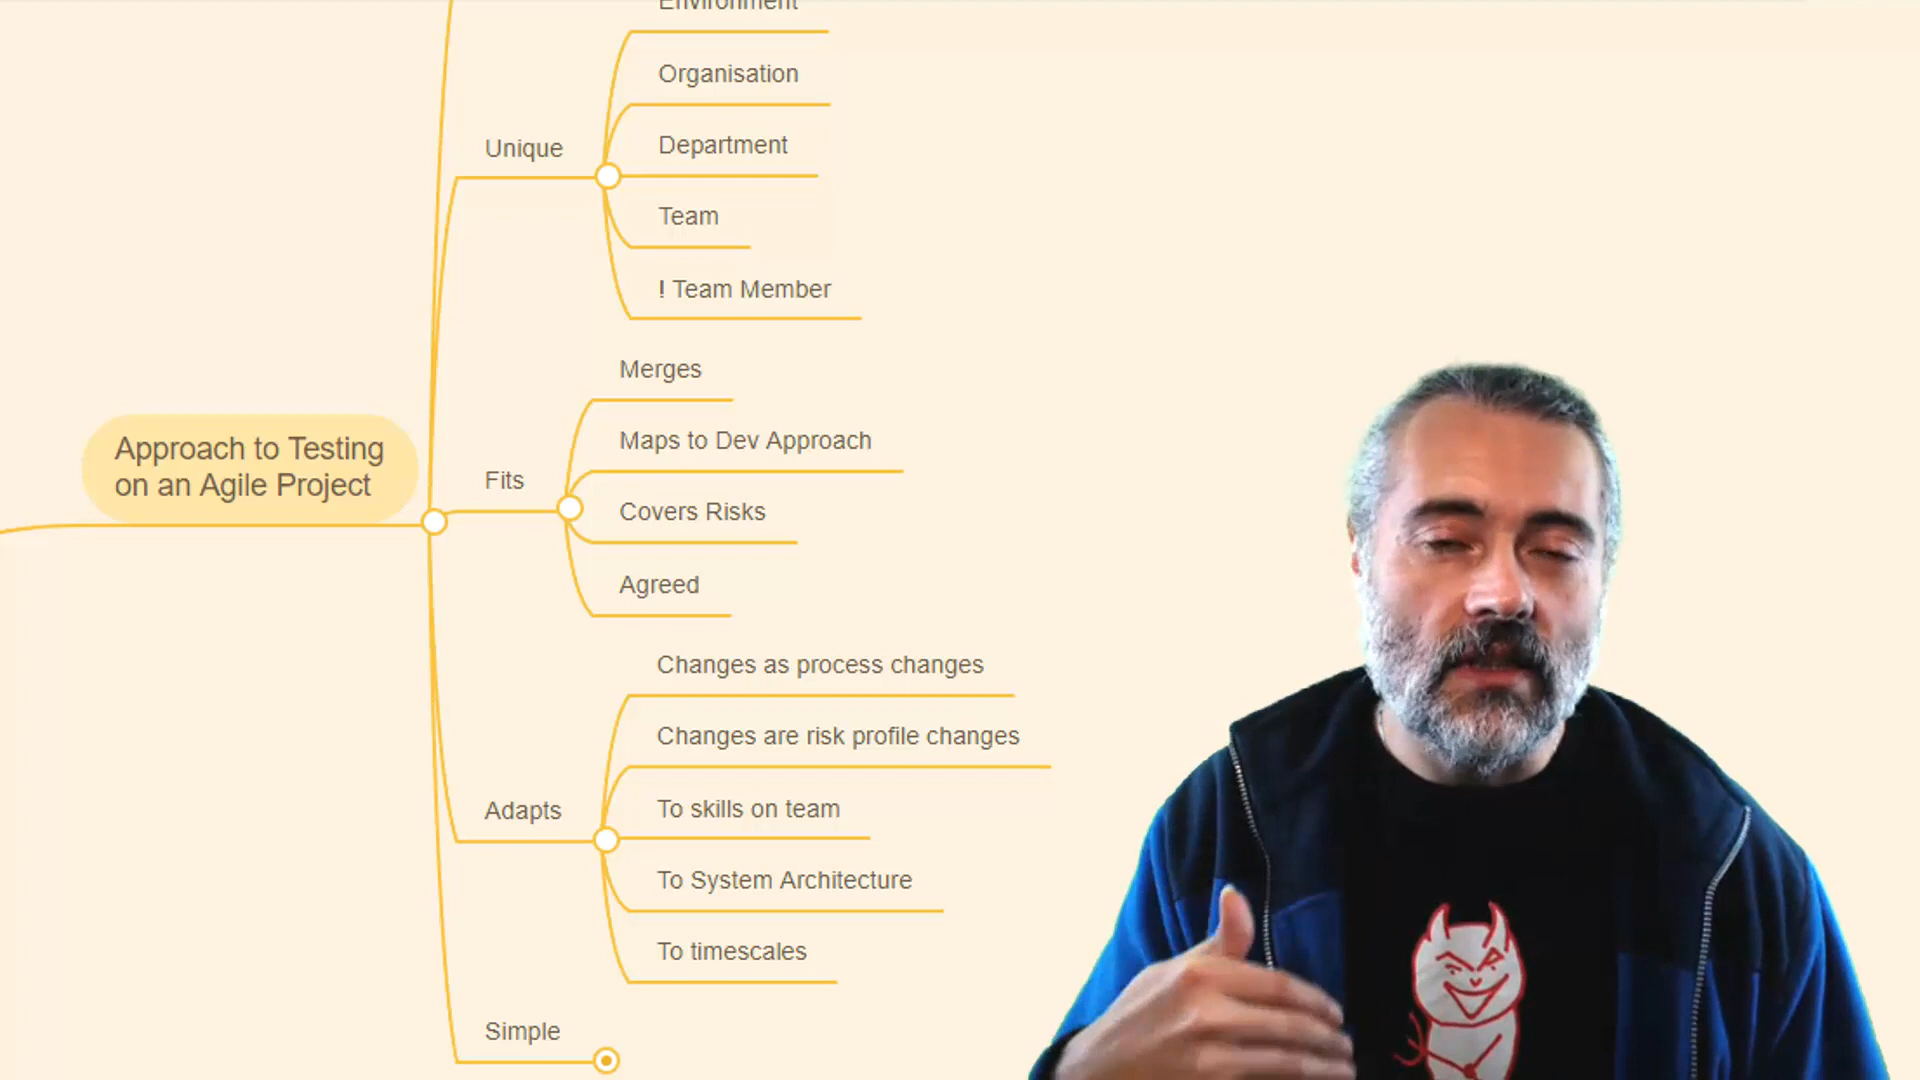 Environment
Organisation
Unique
Department
Team
! Team Member
Merges
Approach to Testing
on an Agile Project
Maps to Dev Approach
Fits
Covers Risks
Agreed
Changes as process changes
Changes are risk profile changes
Adapts
To skills on team
To System Architecture
To timescales
Simple